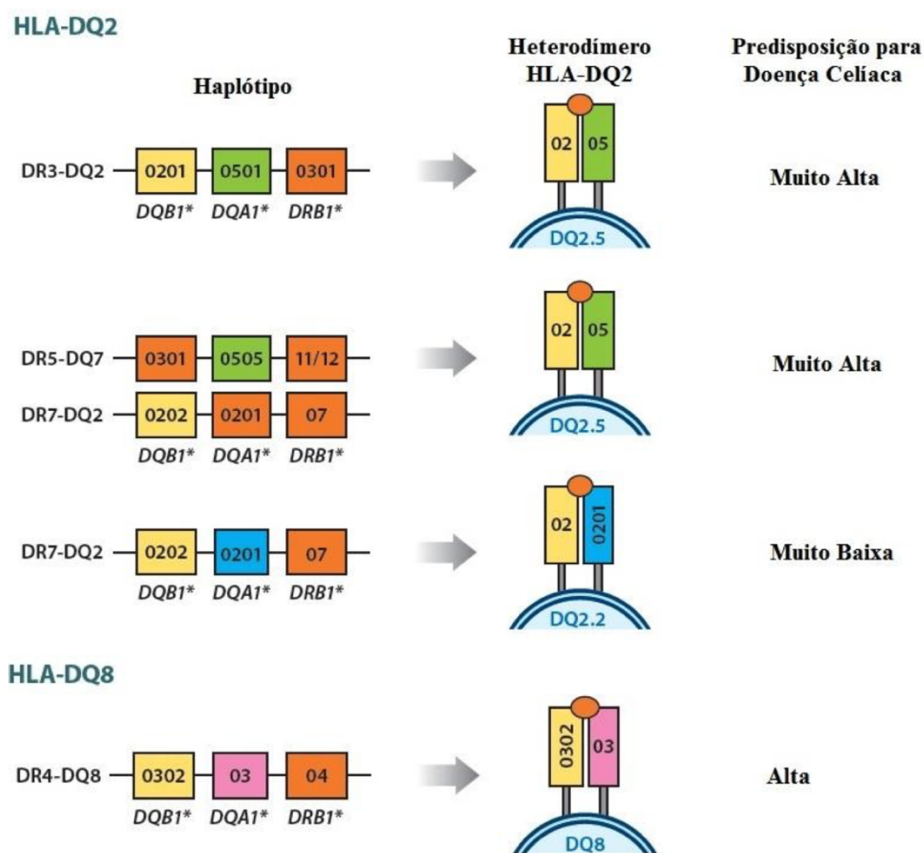 HLA-DQ2
Haplótipo
Heterodímero
HLA-DQ2
Predisposição para
Doença Celíaca
DR3-DQ2 0201 0501 0301
DQB1* DQA1* DRB1*
02 05
DQ2.5
Muito Alta
DR5-DQ7 0301 0505 11/12
DR7-DQ2 0202 0201 07
DQB1* DQA1* DRB1*
02 05
DQ2.5
Muito Alta
DR7-DQ2 0202 0201 07
DQB1* DQA1* DRB1*
02 0201
DQ2.2
Muito Baixa
HLA-DQ8
DR4-DQ8 0302 03 04
DQB1* DQA1* DRB1*
0302 03
DQ8
Alta